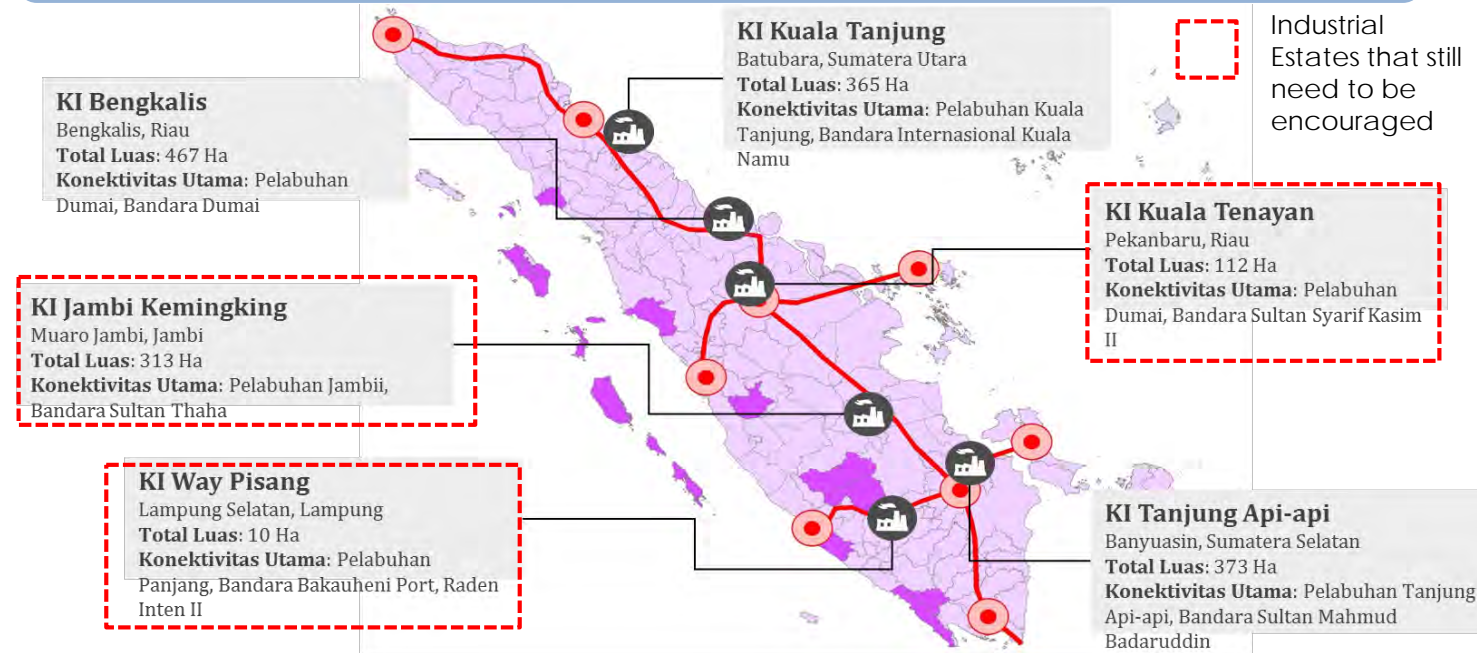 KI Kuala Tanjung
Batubara, Sumatera Utara
Total Luas: 365 Ha
Konektivitas Utama: Pelabuhan Kuala
Tanjung, Bandara Internasional Kuala
Namu
Industrial
Estates that still
need to be
encouraged
KI Bengkalis
Bengkalis, Riau
Total Luas: 467 Ha
Konektivitas Utama: Pelabuhan
Dumai, Bandara Dumai
KI Kuala Tenayan
Pekanbaru, Riau
Total Luas: 112 Ha
Konektivitas Utama: Pelabuhan
Dumai, Bandara Sultan Syarif Kasim
II
KI Jambi Kemingking
Muaro Jambi, Jambi
Total Luas: 313 Ha
Konektivitas Utama: Pelabuhan Jambii,
Bandara Sultan Thaha
KI Way Pisang
Lampung Selatan, Lampung
Total Luas: 10 Ha
Konektivitas Utama: Pelabuhan
Panjang, Bandara Bakauheni Port, Raden
Inten II
KI Tanjung Api-api
Banyuasin, Sumatera Selatan
Total Luas: 373 Ha
Konektivitas Utama: Pelabuhan Tanjung
Api-api, Bandara Sultan Mahmud
Badaruddin